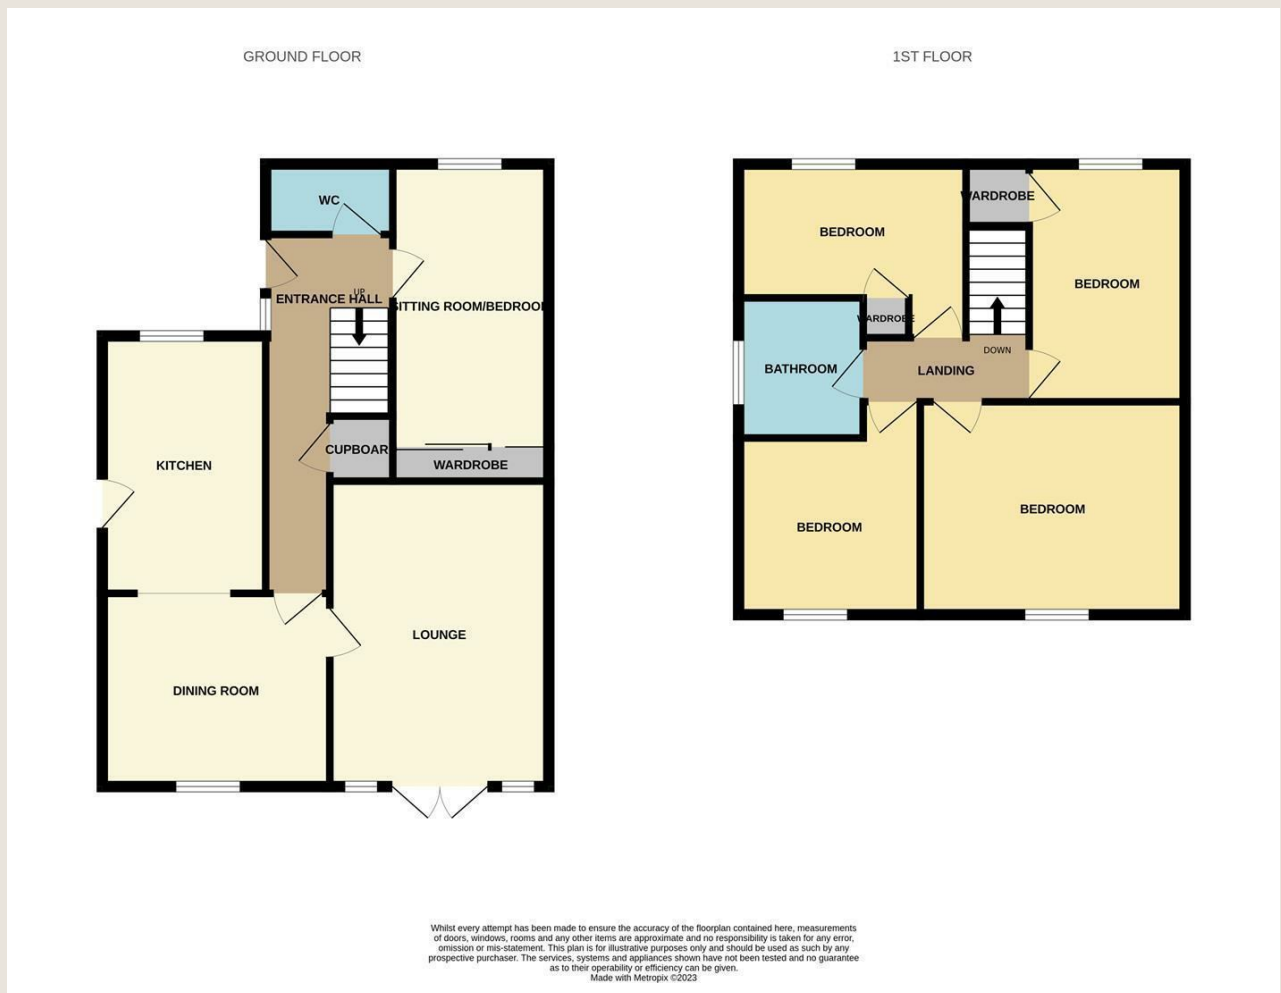 GROUND FLOOR
1ST FLOOR
WC
UP
ENTRANCE HALL
SITTING ROOM/BEDROOM
KITCHEN
CUPBOARD
WARDROBE
LOUNGE
DINING ROOM
WARDROBE
BEDROOM
BEDROOM
WARDROBE
DOWN
BATHROOM
LANDING
BEDROOM
BEDROOM
Whilst every attempt has been made to ensure the accuracy of the floorplan contained here, measurements
of doors, windows, rooms and any other items are approximate and no responsibility is taken for any error,
omission or mis-statement. This plan is for illustrative purposes only and should be used as such by any
prospective purchaser. The services, systems and appliances shown have not been tested and no guarantee
as to their operability or efficiency can be given.
Made with Metropix ©2023